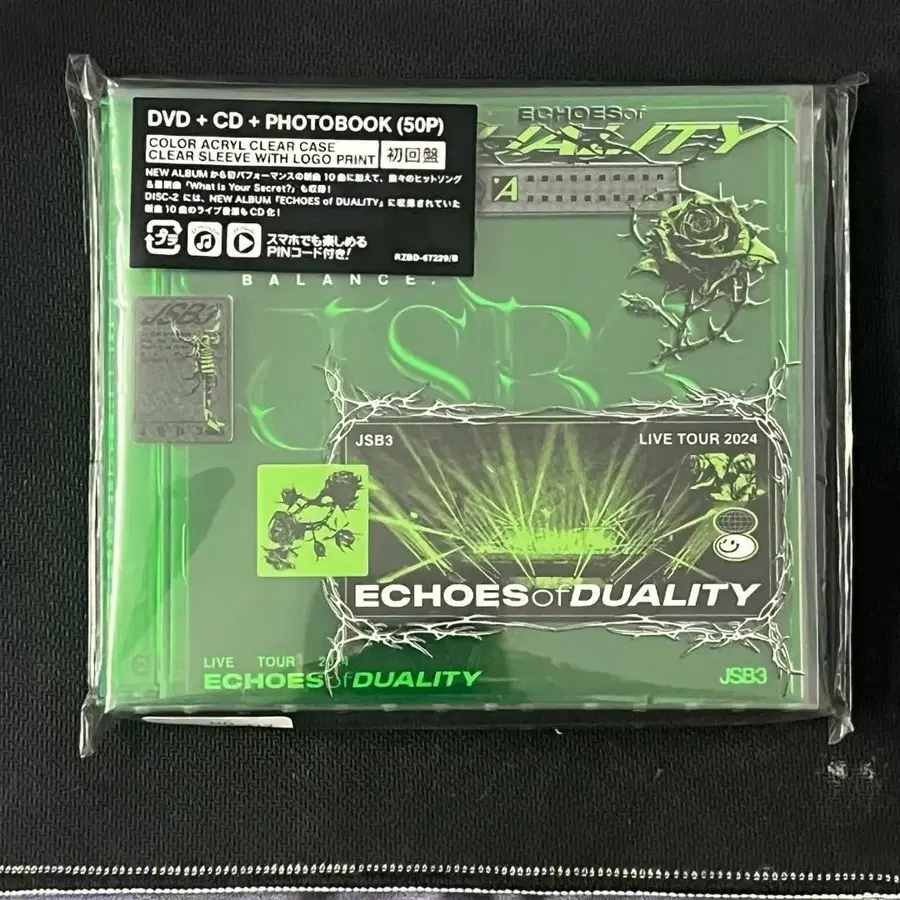 DVD + CD + PHOTOBOOK (50P)
COLOR ACRYL CLEAR CASE
CLEAR SLEEVE WITH LOGO PRINT
初回盤
NEW ALBUM から初パフォーマンスの新曲 10 曲に加えて、数々のヒットソング
&最新曲「What Is Your Secret?」も収録!
DISC-2 には、NEW ALBUM『ECHOES of DUALITY』に収録されていた
新曲 10 曲のライブ音源も CD 化!
スマホでも楽しめる
PINコード付き!
RZBD-67229/B
ECHOES of
DUALITY
A
BALANCE.
JSB3
JSB3
JSB3
LIVE TOUR 2024
ECHOES of DUALITY
LIVE TOUR 2024
ECHOES of DUALITY
JSB3